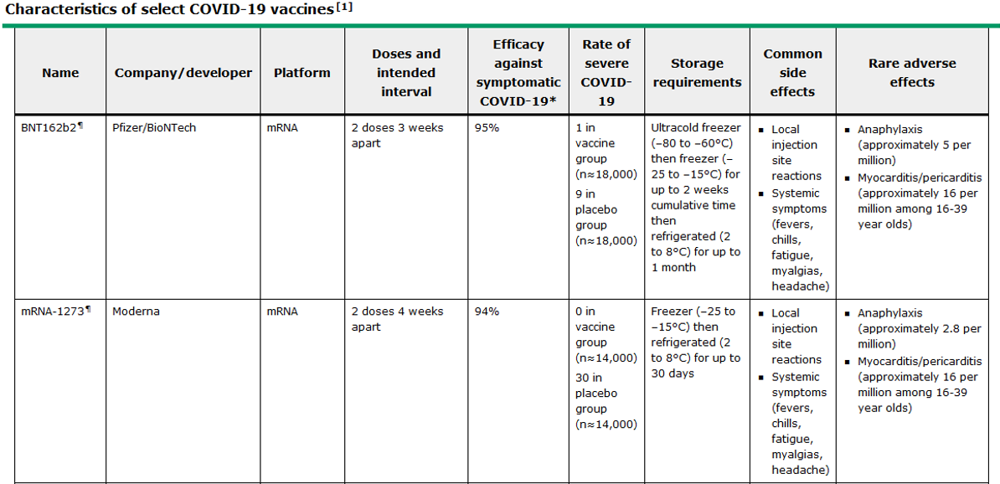 Characteristics of select COVID-19 vaccines[1]
Name
Company/developer
Platform
Doses and
intended
interval
Efficacy
against
symptomatic
COVID-19*
Rate of
severe
COVID-
19
Storage
requirements
Common
side
effects
Rare adverse
effects
BNT162b2¶
Pfizer/BioNTech
mRNA
2 doses 3 weeks
apart
95%
1 in
vaccine
group
(n≈18,000)
9 in
placebo
group
(n≈18,000)
Ultracold freezer
(–80 to –60°C)
then freezer (–
25 to –15°C) for
up to 2 weeks
cumulative time
then
refrigerated (2
to 8°C) for up to
1 month
▪ Local
injection
site
reactions
▪ Systemic
symptoms
(fevers,
chills,
fatigue,
myalgias,
headache)
▪ Anaphylaxis
(approximately 5 per
million)
▪ Myocarditis/pericarditis
(approximately 16 per
million among 16-39
year olds)
mRNA-1273¶
Moderna
mRNA
2 doses 4 weeks
apart
94%
0 in
vaccine
group
(n≈14,000)
30 in
placebo
group
(n≈14,000)
Freezer (–25 to
–15°C) then
refrigerated (2
to 8°C) for up to
30 days
▪ Local
injection
site
reactions
▪ Systemic
symptoms
(fevers,
chills,
fatigue,
myalgias,
headache)
▪ Anaphylaxis
(approximately 2.8 per
million)
▪ Myocarditis/pericarditis
(approximately 16 per
million among 16-39
year olds)